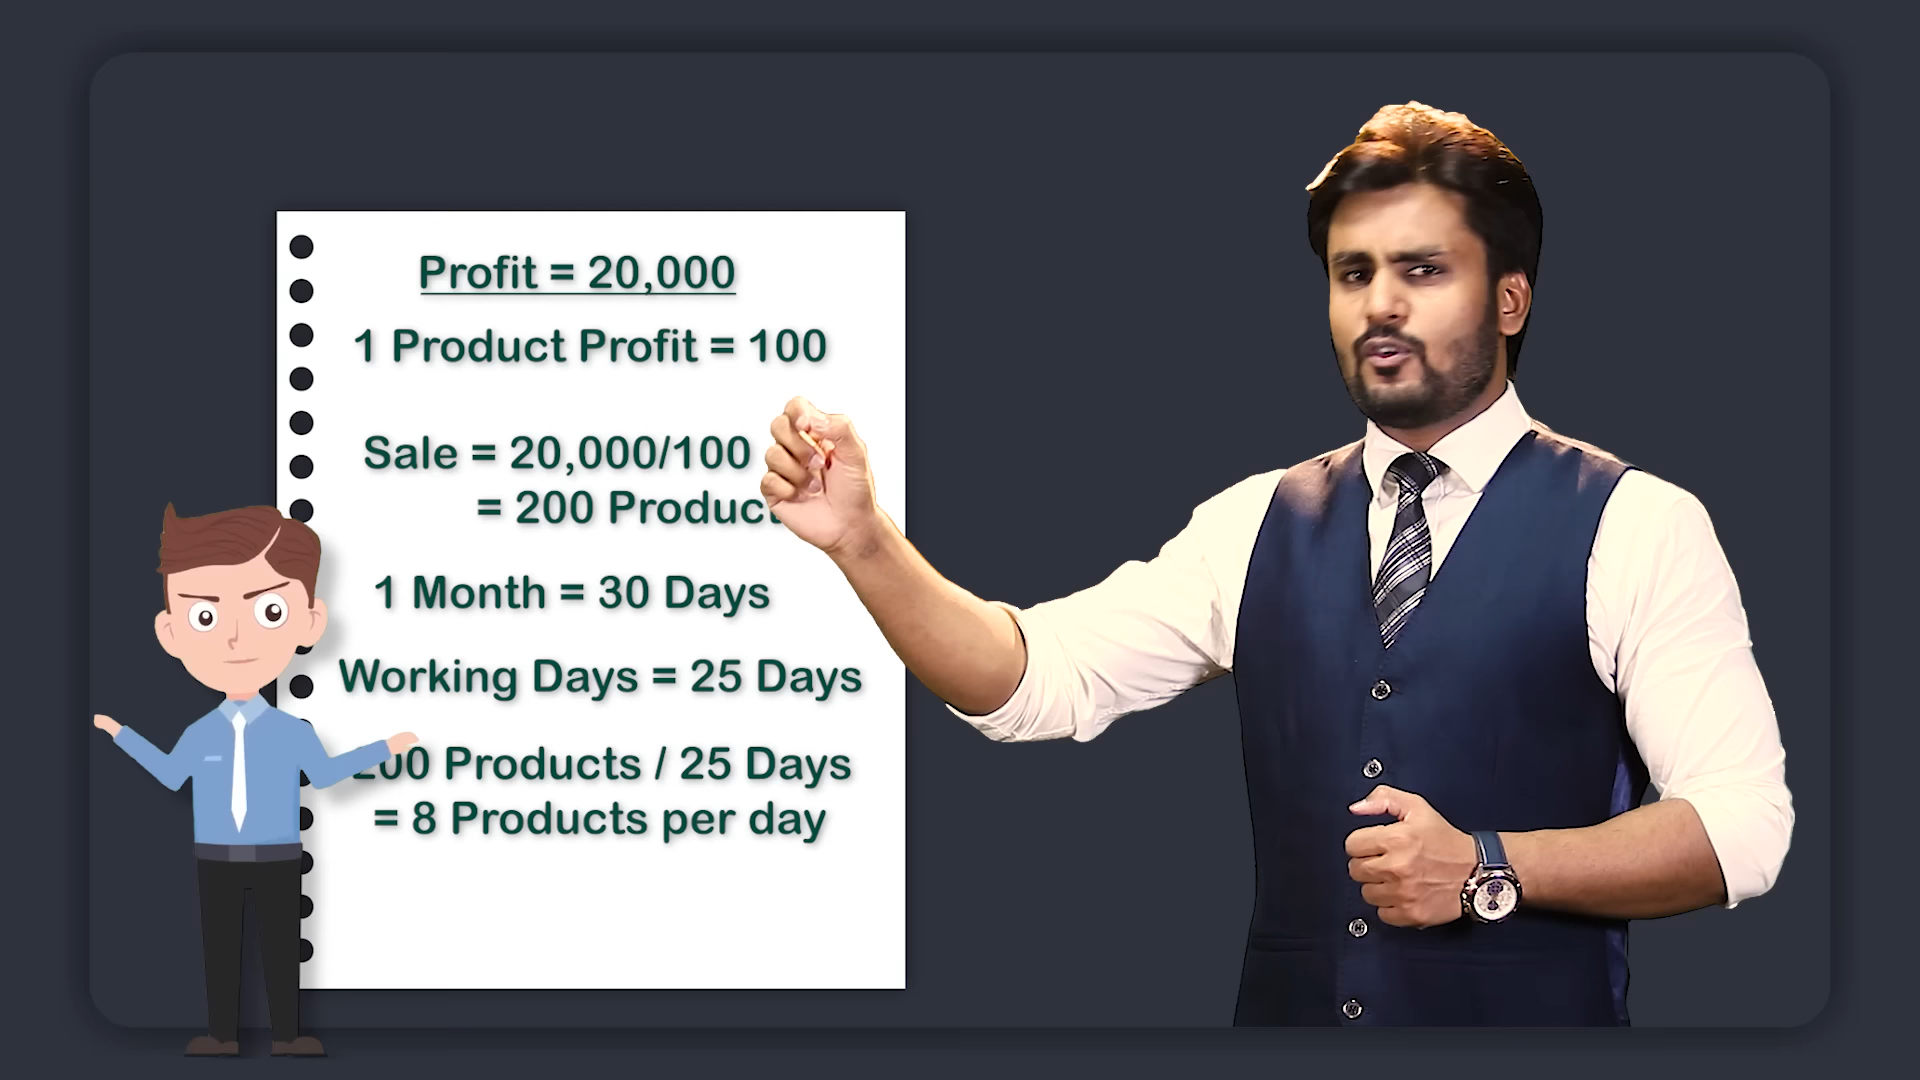 Profit = 20,000
1 Product Profit = 100
Sale = 20,000/100
= 200 Product
1 Month = 30 Days
Working Days = 25 Days
200 Products / 25 Days
= 8 Products per day